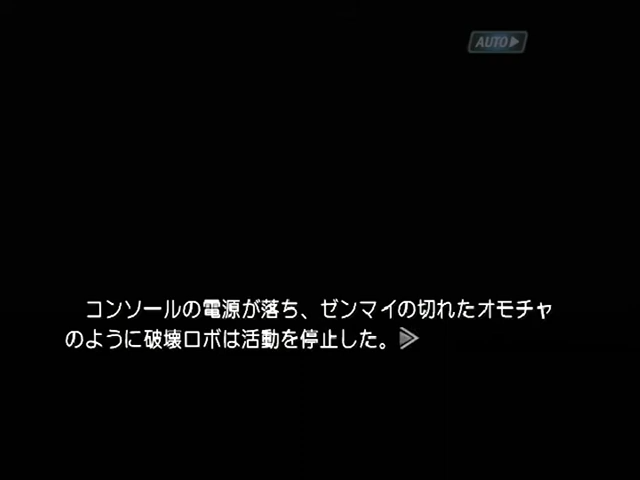 AUTO
コンソールの電源が落ち、ゼンマイの切れたオモチャ
のように破壊ロボは活動を停止した。